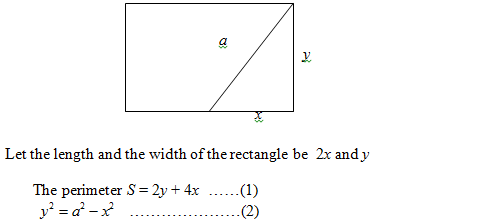 a
y
x
Let the length and the width of the rectangle be 2x and y
The perimeter S = 2y + 4x ......(1)
y² = a² – x² .....................(2)